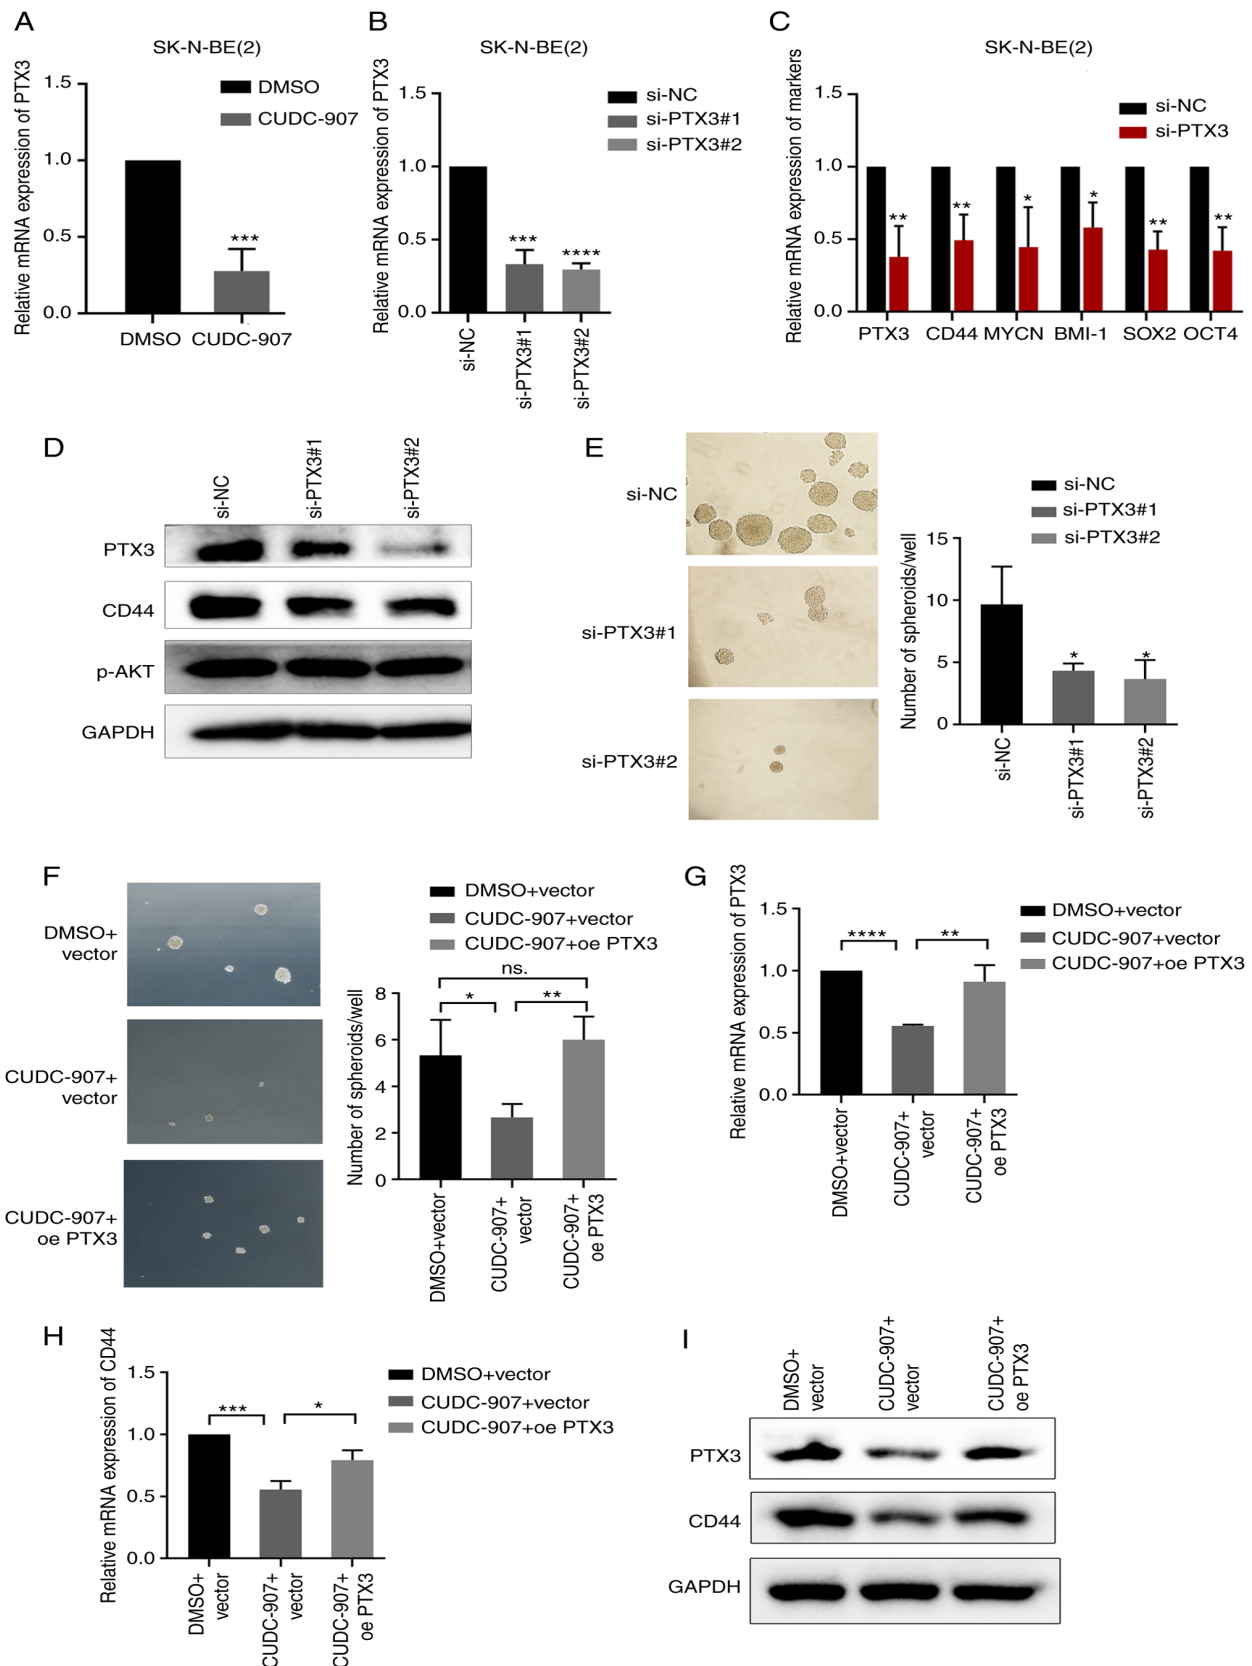 A
SK-N-BE(2)
Relative mRNA expression of PTX3
1.5
1.0
0.5
0.0
DMSO
CUDC-907
***
DMSO
CUDC-907
B
SK-N-BE(2)
Relative mRNA expression of PTX3
1.5
1.0
0.5
0.0
si-NC
si-PTX3#1
si-PTX3#2
***
****
si-NC
si-PTX3#1
si-PTX3#2
C
SK-N-BE(2)
Relative mRNA expression of markers
1.5
1.0
0.5
0.0
si-NC
si-PTX3
**
**
*
*
**
**
PTX3
CD44
MYCN
BMI-1
SOX2
OCT4
D
si-NC
si-PTX3#1
si-PTX3#2
PTX3
CD44
p-AKT
GAPDH
E
si-NC
si-PTX3#1
si-PTX3#2
si-NC
si-PTX3#1
si-PTX3#2
Number of spheroids/well
15
10
5
0
*
*
si-NC
si-PTX3#1
si-PTX3#2
F
DMSO+
vector
CUDC-907+
vector
CUDC-907+
oe PTX3
DMSO+vector
CUDC-907+vector
CUDC-907+oe PTX3
Number of spheroids/well
8
6
4
2
0
ns.
*
**
DMSO+vector
CUDC-907+
vector
CUDC-907+
oe PTX3
G
Relative mRNA expression of PTX3
1.5
1.0
0.5
0.0
****
**
DMSO+vector
CUDC-907+vector
CUDC-907+oe PTX3
DMSO+vector
CUDC-907+
vector
CUDC-907+
oe PTX3
H
Relative mRNA expression of CD44
1.5
1.0
0.5
0.0
***
*
DMSO+vector
CUDC-907+vector
CUDC-907+oe PTX3
DMSO+
vector
CUDC-907+
vector
CUDC-907+
oe PTX3
I
DMSO+
vector
CUDC-907+
vector
CUDC-907+
oe PTX3
PTX3
CD44
GAPDH